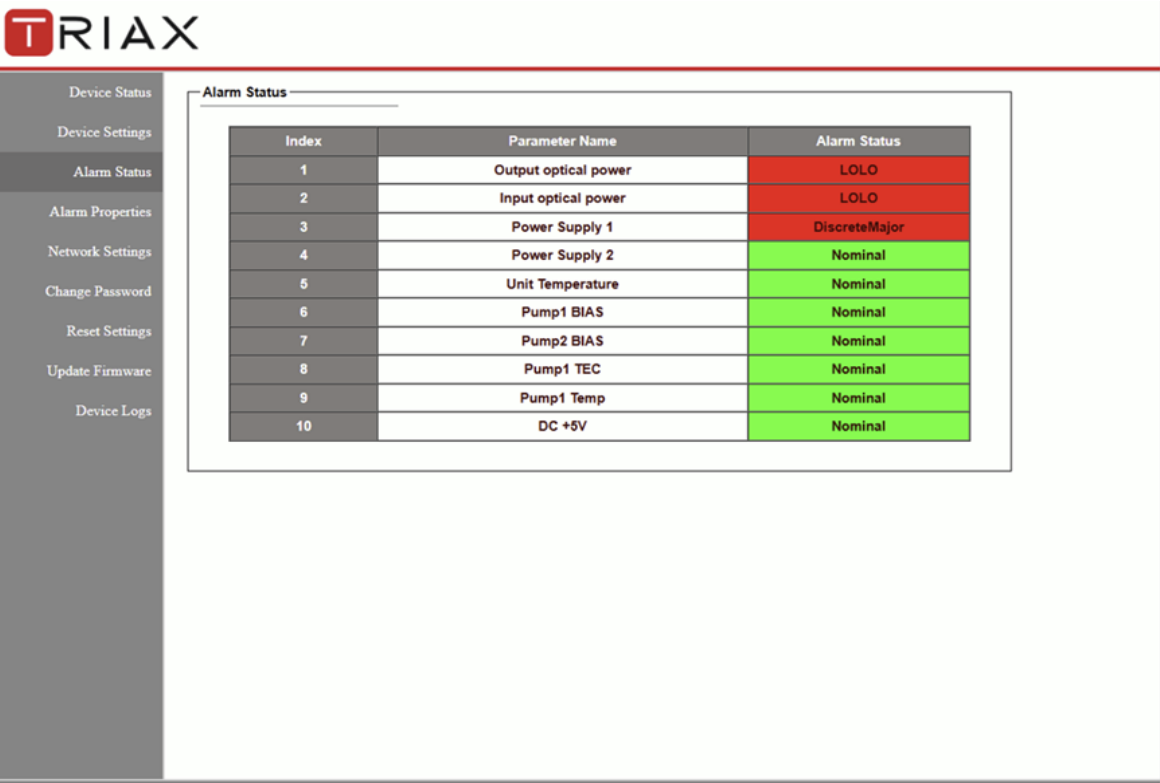 TRIAX
Device Status
Device Settings
Alarm Status
Alarm Properties
Network Settings
Change Password
Reset Settings
Update Firmware
Device Logs
Alarm Status
Index Parameter Name Alarm Status
1 Output optical power LOLO
2 Input optical power LOLO
3 Power Supply 1 DiscreteMajor
4 Power Supply 2 Nominal
5 Unit Temperature Nominal
6 Pump1 BIAS Nominal
7 Pump2 BIAS Nominal
8 Pump1 TEC Nominal
9 Pump1 Temp Nominal
10 DC +5V Nominal